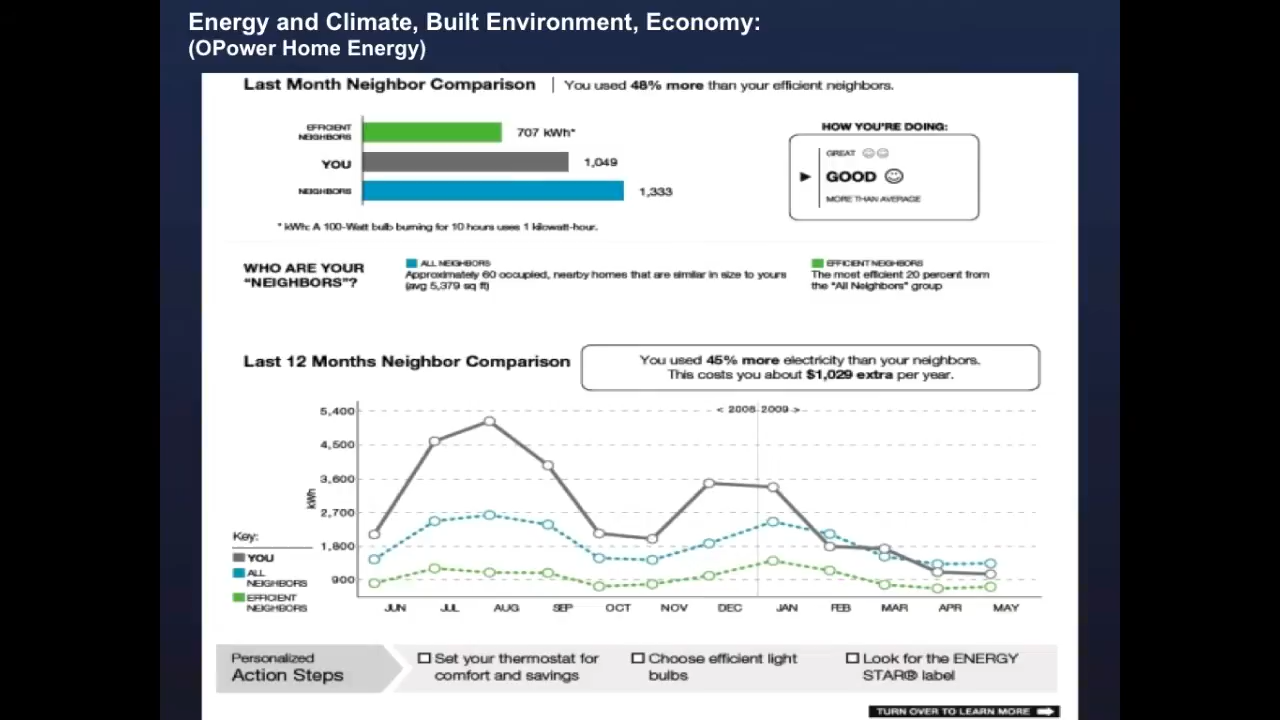 Energy and Climate, Built Environment, Economy:
(OPower Home Energy)
Last Month Neighbor Comparison | You used 48% more than your efficient neighbors.
EFFICIENT
NEIGHBORS
707 kWh*
YOU
1,049
NEIGHBORS
1,333
HOW YOU'RE DOING:
GREAT
GOOD
MORE THAN AVERAGE
* kWh: A 100-Watt bulb burning for 10 hours uses 1 kilowatt-hour.
WHO ARE YOUR
"NEIGHBORS"?
ALL NEIGHBORS
Approximately 60 occupied, nearby homes that are similar in size to yours
(avg 5,379 sq ft)
EFFICIENT NEIGHBORS
The most efficient 20 percent from
the "All Neighbors" group
Last 12 Months Neighbor Comparison
You used 45% more electricity than your neighbors.
This costs you about $1,029 extra per year.
< 2008 2009 >
5,400
4,500
3,600
2,700
1,800
900
kWh
Key:
YOU
ALL
NEIGHBORS
EFFICIENT
NEIGHBORS
JUN JUL AUG SEP OCT NOV DEC JAN FEB MAR APR MAY
Personalized
Action Steps
Set your thermostat for
comfort and savings
Choose efficient light
bulbs
Look for the ENERGY
STAR® label
TURN OVER TO LEARN MORE